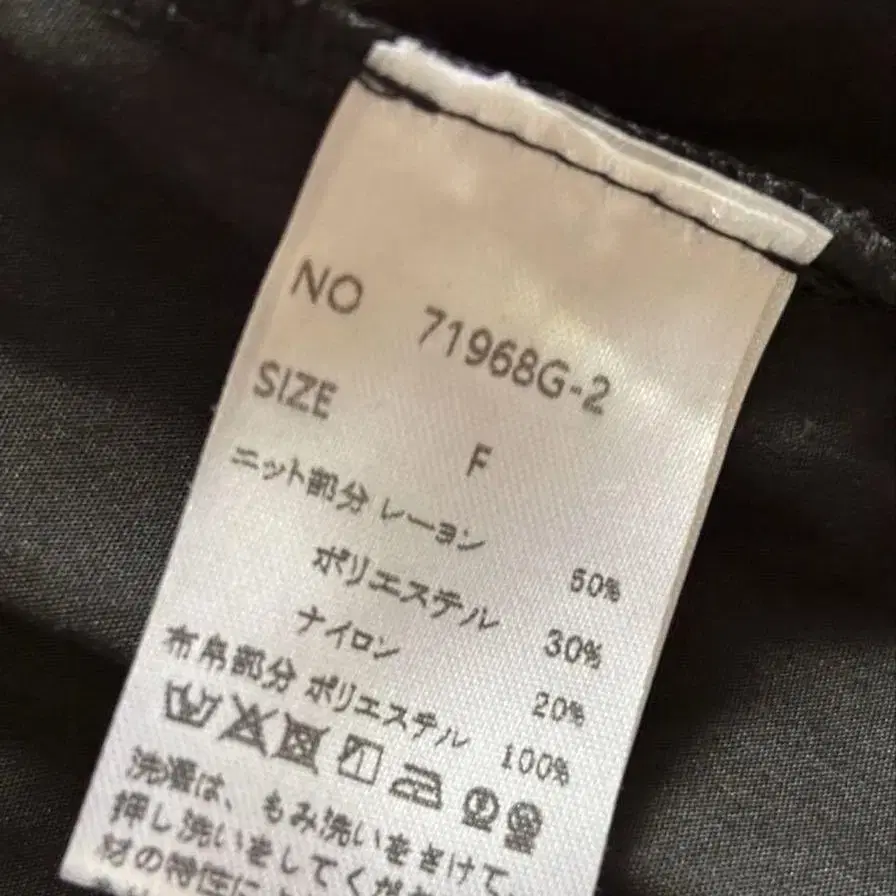 NO 71968G-2
SIZE F
ニット部分 レーヨン 50%
ポリエステル 30%
ナイロン 20%
布帛部分 ポリエステル 100%
洗濯は、もみ洗いをさけて、
押し洗いをしてくださ
材の特性に